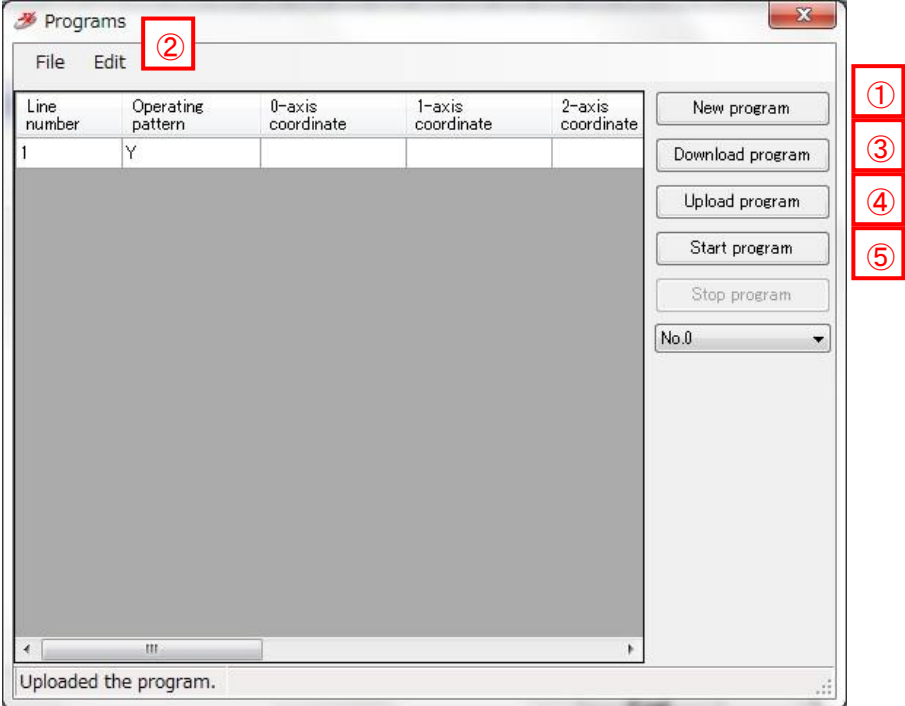 Programs
②
File Edit
Line number Operating pattern 0-axis coordinate 1-axis coordinate 2-axis coordinate
1 Y
New program ①
Download program ③
Upload program ④
Start program ⑤
Stop program
No.0
Uploaded the program.